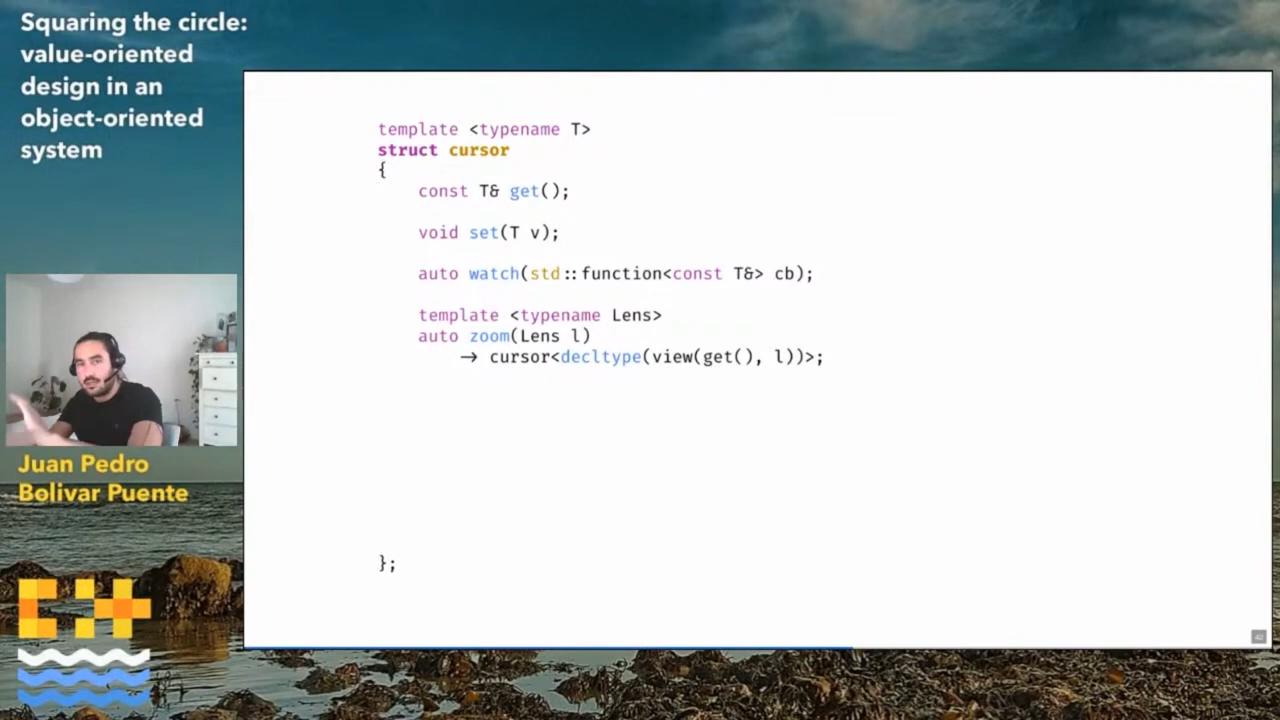 Squaring the circle:
value-oriented
design in an
object-oriented
system
template <typename T>
struct cursor
{
const T& get();
void set(T v);
auto watch(std::function<const T&> cb);
template <typename Lens>
auto zoom(Lens l)
→ cursor<decltype(view(get(), l))>;
};
Juan Pedro
Bolivar Puente
42